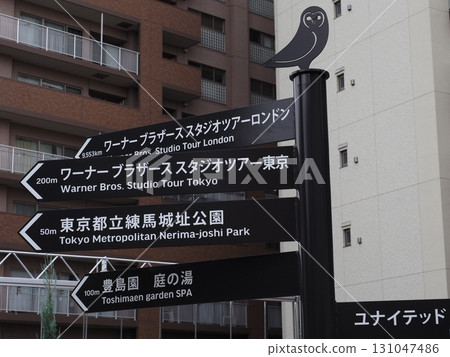 ワーナー ブラザース スタジオツアーロンドン
9,553km
Warner Bros. Studio Tour London
ワーナー ブラザース スタジオツアー東京
200m
Warner Bros. Studio Tour Tokyo
東京都立練馬城址公園
50m
Tokyo Metropolitan Nerima-joshi Park
豊島園 庭の湯
100m
Toshimaen garden SPA
ユナイテッド
stock.com · 131047486